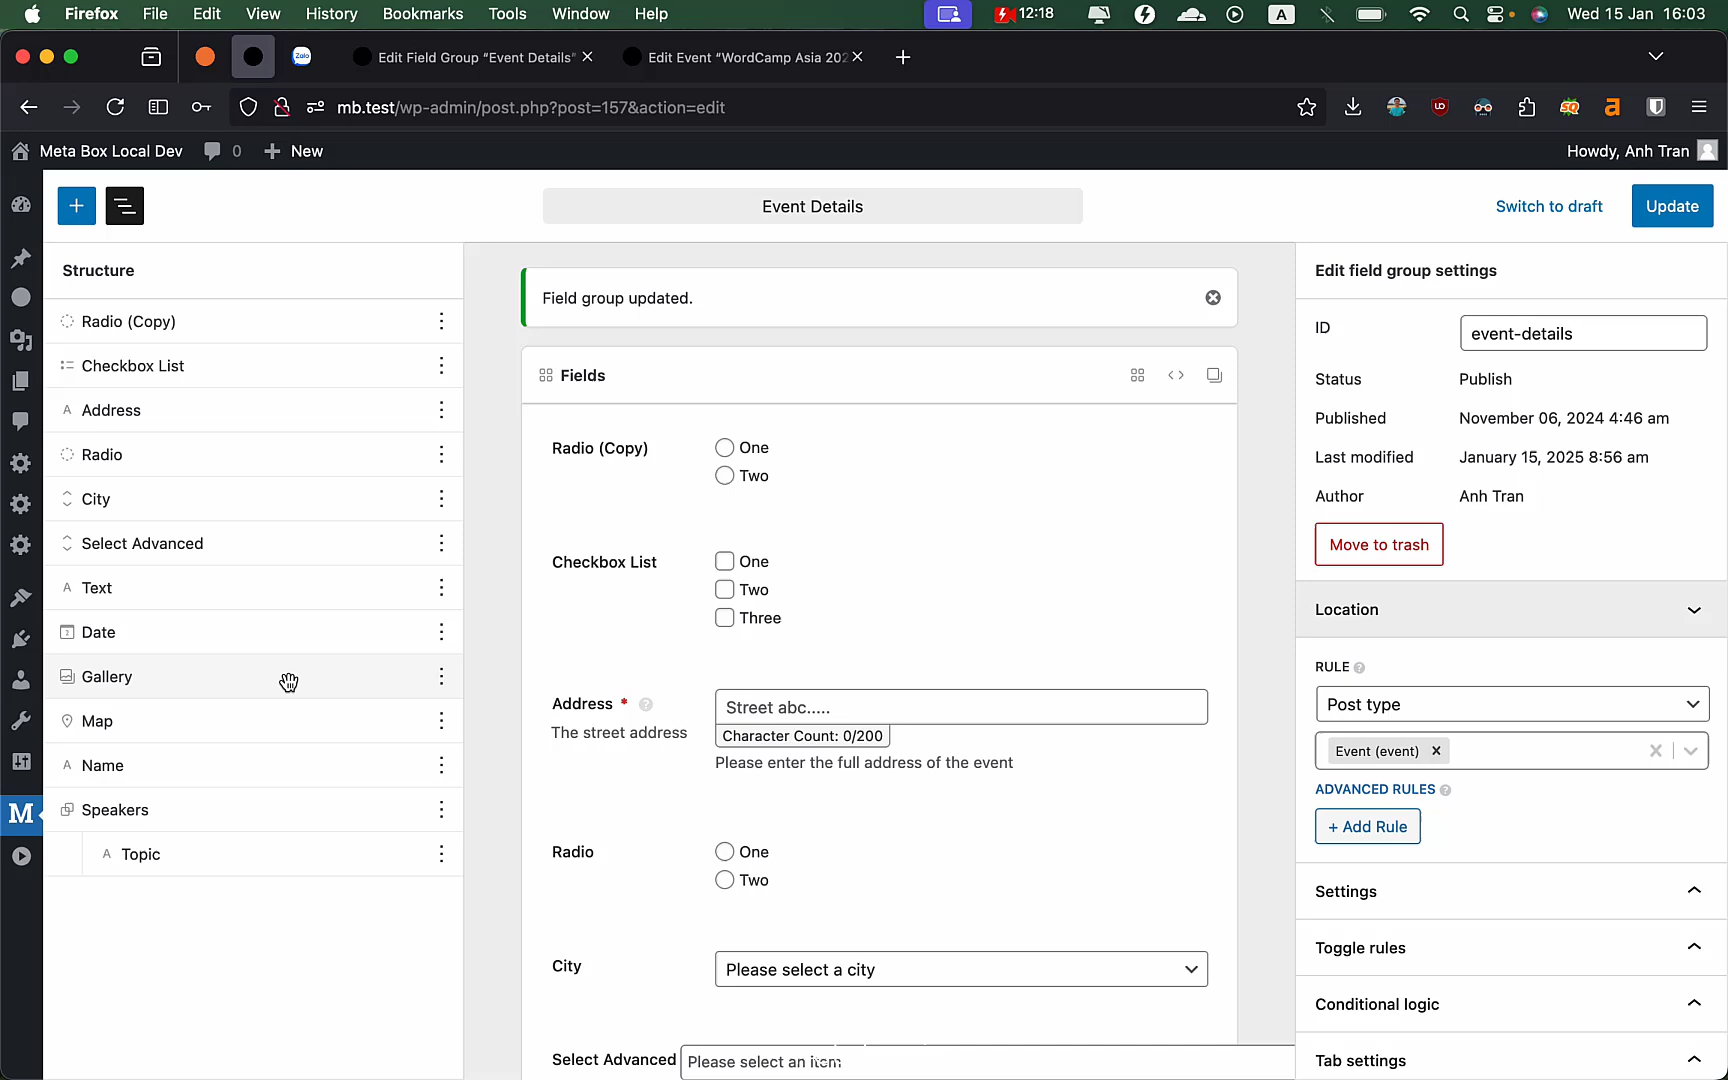 Firefox File Edit View History Bookmarks Tools Window Help 12:18 A Wed 15 Jan 16:03
Zalo Edit Field Group “Event Details” Edit Event “WordCamp Asia 202
mb.test/wp-admin/post.php?post=157&action=edit
Meta Box Local Dev 0 New Howdy, Anh Tran
Event Details Switch to draft Update
Structure
Radio (Copy)
Checkbox List
Address
Radio
City
Select Advanced
Text
Date
Gallery
Map
Name
Speakers
Topic
Field group updated.
Fields
Radio (Copy) One
Two
Checkbox List One
Two
Three
Address * Street abc.....
The street address
Character Count: 0/200
Please enter the full address of the event
Radio One
Two
City Please select a city
Select Advanced Please select an item
Edit field group settings
ID event-details
Status Publish
Published November 06, 2024 4:46 am
Last modified January 15, 2025 8:56 am
Author Anh Tran
Move to trash
Location
RULE ?
Post type
Event (event)
ADVANCED RULES ?
+ Add Rule
Settings
Toggle rules
Conditional logic
Tab settings